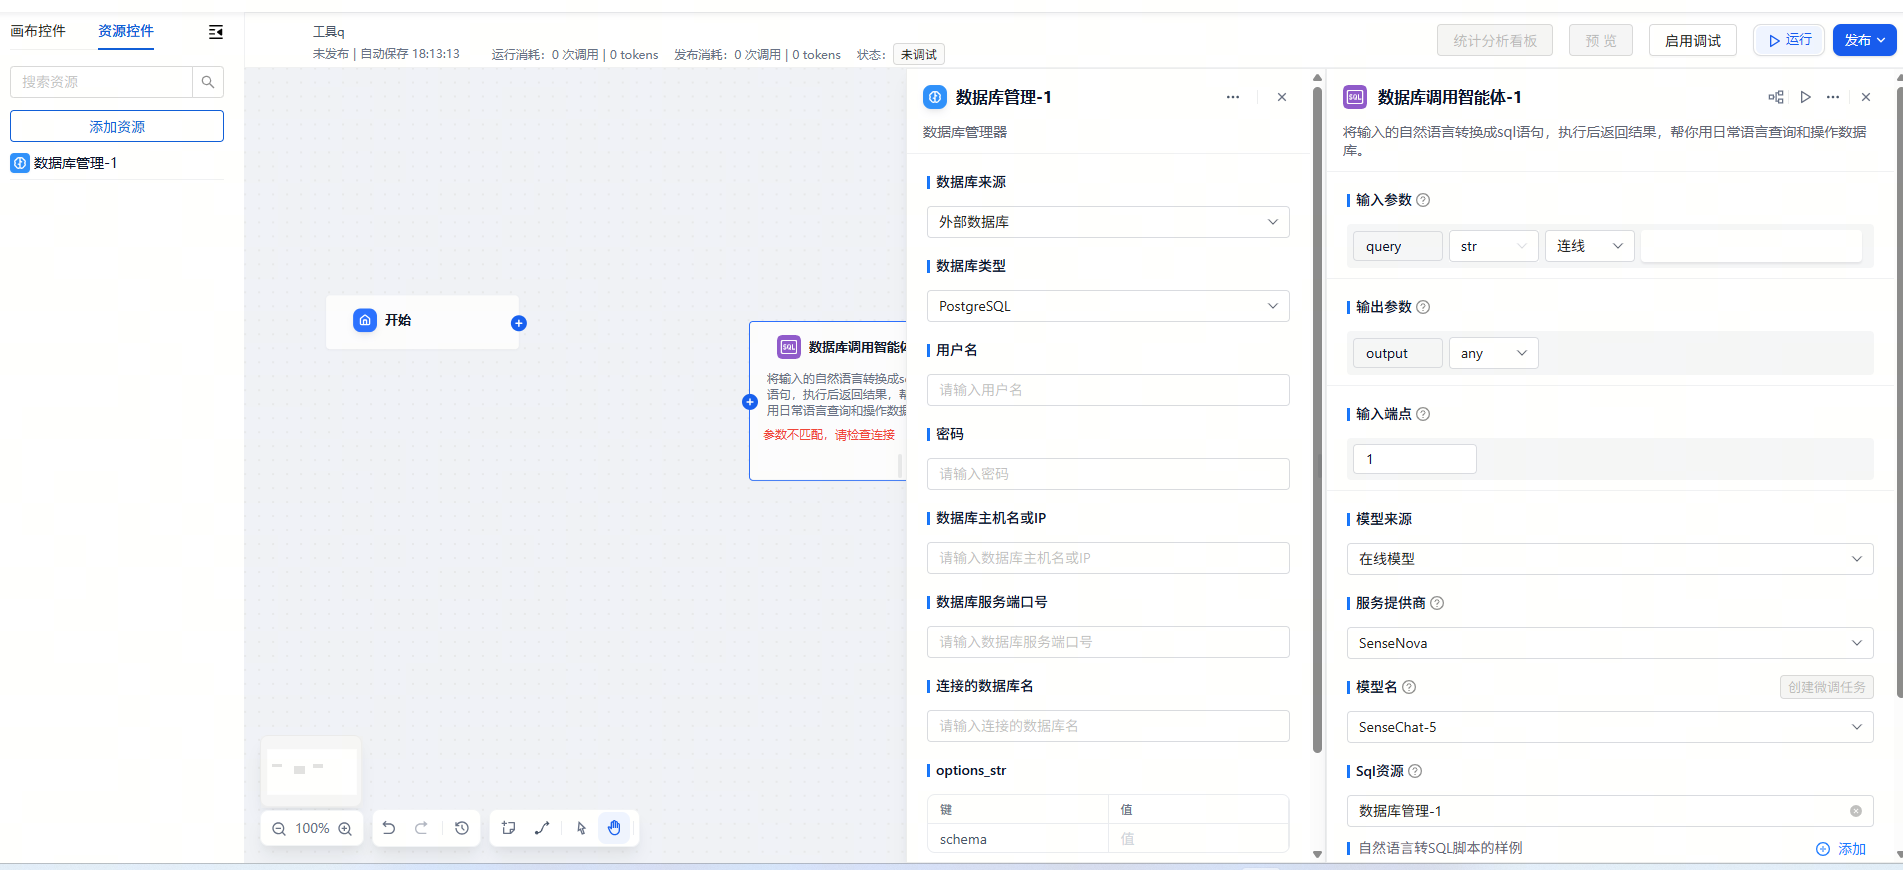 画布控件
资源控件
搜索资源
添加资源
数据库管理-1
工具q
未发布 | 自动保存 18:13:13
运行消耗：0 次调用 | 0 tokens
发布消耗：0 次调用 | 0 tokens
状态：
未调试
统计分析看板
预 览
启用调试
运行
发布
开始
数据库调用智能体
将输入的自然语言转换成s
语句，执行后返回结果，帮
用日常语言查询和操作数据
参数不匹配，请检查连接
100%
数据库管理-1
数据库管理器
数据库来源
外部数据库
数据库类型
PostgreSQL
用户名
请输入用户名
密码
请输入密码
数据库主机名或IP
请输入数据库主机名或IP
数据库服务端口号
请输入数据库服务端口号
连接的数据库名
请输入连接的数据库名
options_str
键
值
schema
值
SQL
数据库调用智能体-1
将输入的自然语言转换成sql语句，执行后返回结果，帮你用日常语言查询和操作数据
库。
输入参数
query
str
连线
输出参数
output
any
输入端点
1
模型来源
在线模型
服务提供商
SenseNova
模型名
创建微调任务
SenseChat-5
Sql资源
数据库管理-1
自然语言转SQL脚本的样例
添加